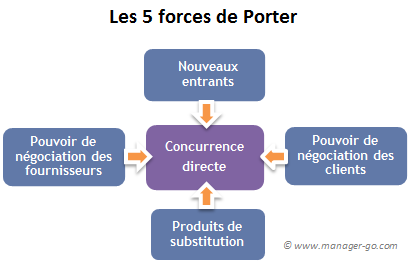 Les 5 forces de Porter
Nouveaux
entrants
Pouvoir de
négociation des
fournisseurs
Concurrence
directe
Pouvoir de
négociation des
clients
Produits de
substitution
© www.manager-go.com